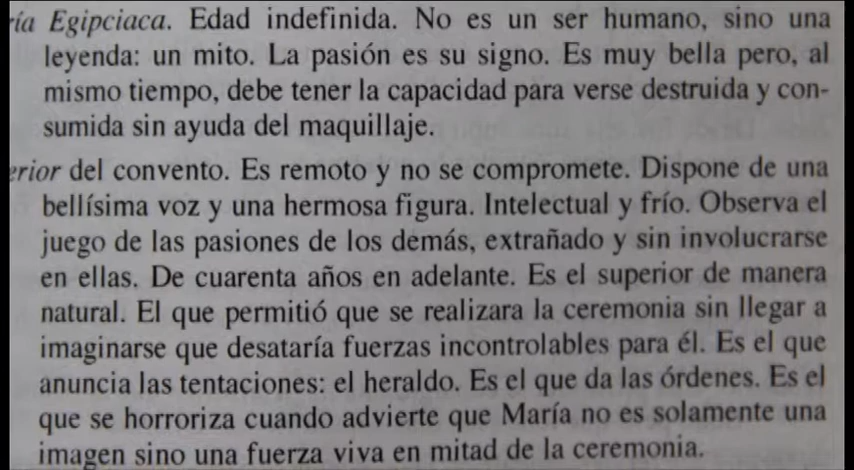 ría Egipciaca. Edad indefinida. No es un ser humano, sino una
leyenda: un mito. La pasión es su signo. Es muy bella pero, al
mismo tiempo, debe tener la capacidad para verse destruida y con-
sumida sin ayuda del maquillaje.
erior del convento. Es remoto y no se compromete. Dispone de una
bellísima voz y una hermosa figura. Intelectual y frío. Observa el
juego de las pasiones de los demás, extrañado y sin involucrarse
en ellas. De cuarenta años en adelante. Es el superior de manera
natural. El que permitió que se realizara la ceremonia sin llegar a
imaginarse que desataría fuerzas incontrolables para él. Es el que
anuncia las tentaciones: el heraldo. Es el que da las órdenes. Es el
que se horroriza cuando advierte que María no es solamente una
imagen sino una fuerza viva en mitad de la ceremonia.